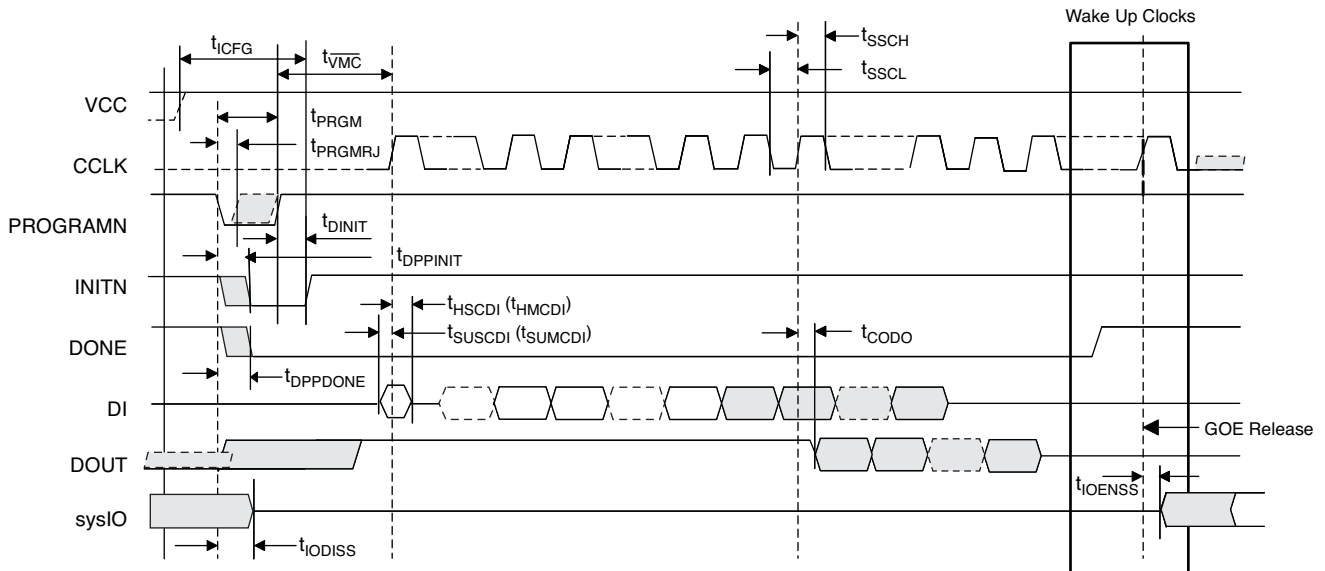 Wake Up Clocks
tICFG
tVMC
tSSCH
tSSCL
VCC
tPRGM
tPRGMRJ
CCLK
PROGRAMN
tDINIT
tDPPINIT
INITN
tHSCDI (tHMCDI)
tSUSCDI (tSUMCDI)
tCODO
DONE
tDPPDONE
DI
GOE Release
DOUT
tIOENSS
sysIO
tIODISS